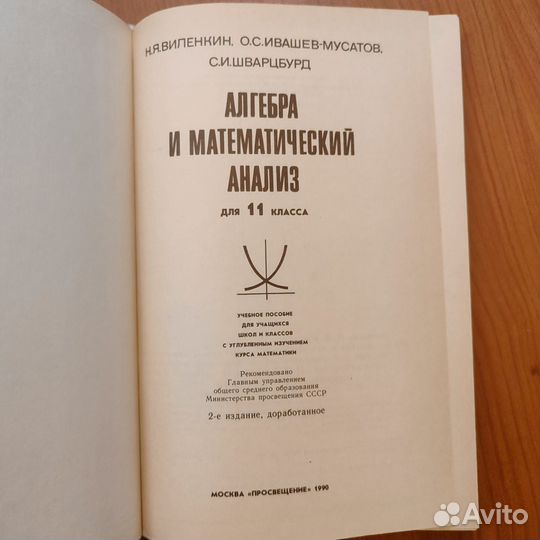 Н.Я.ВИЛЕНКИН, О.С.ИВАШЕВ-МУСАТОВ,
С.И.ШВАРЦБУРД
АЛГЕБРА
И МАТЕМАТИЧЕСКИЙ
АНАЛИЗ
ДЛЯ 11 КЛАССА
УЧЕБНОЕ ПОСОБИЕ
ДЛЯ УЧАЩИХСЯ
ШКОЛ И КЛАССОВ
С УГЛУБЛЕННЫМ ИЗУЧЕНИЕМ
КУРСА МАТЕМАТИКИ
Рекомендовано
Главным управлением
общего среднего образования
Министерства просвещения СССР
2-е издание, доработанное
МОСКВА «ПРОСВЕЩЕНИЕ» 1990
Avito